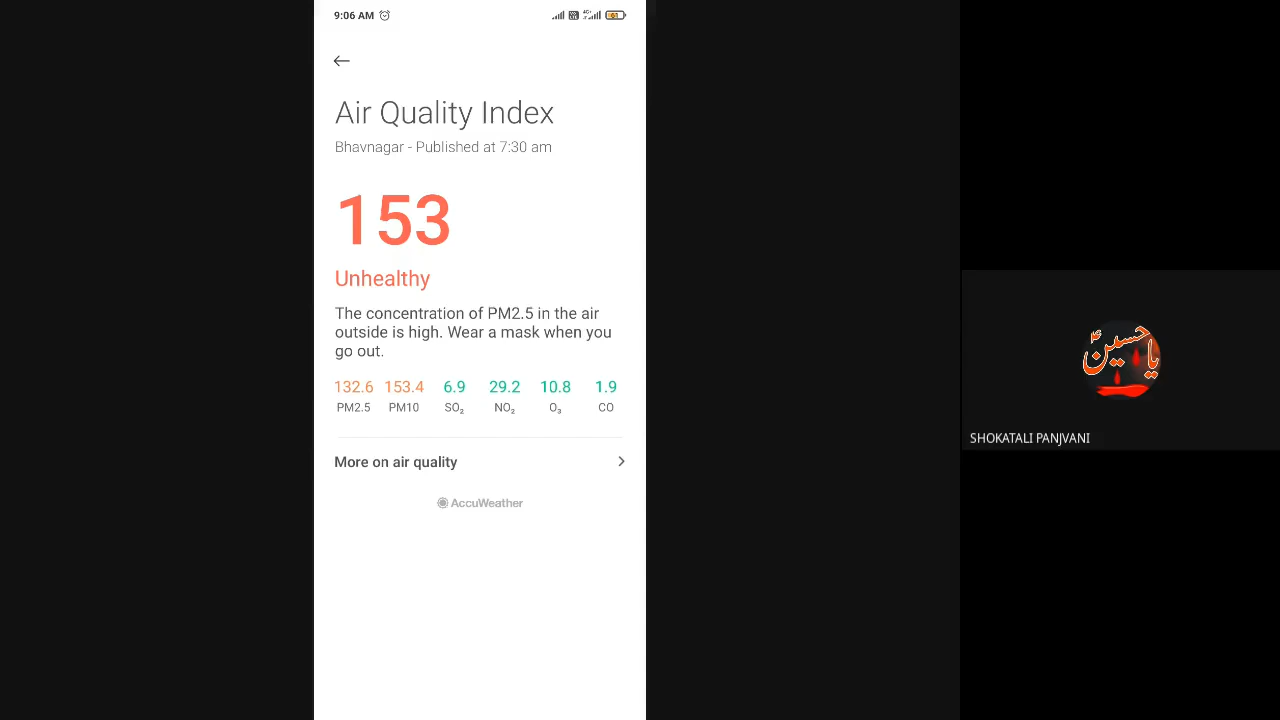 9:06 AM
Air Quality Index
Bhavnagar - Published at 7:30 am
153
Unhealthy
The concentration of PM2.5 in the air
outside is high. Wear a mask when you
go out.
132.6 153.4 6.9 29.2 10.8 1.9
PM2.5 PM10 SO₂ NO₂ O₃ CO
More on air quality
AccuWeather
یا حسینؑ
SHOKATALI PANJVANI